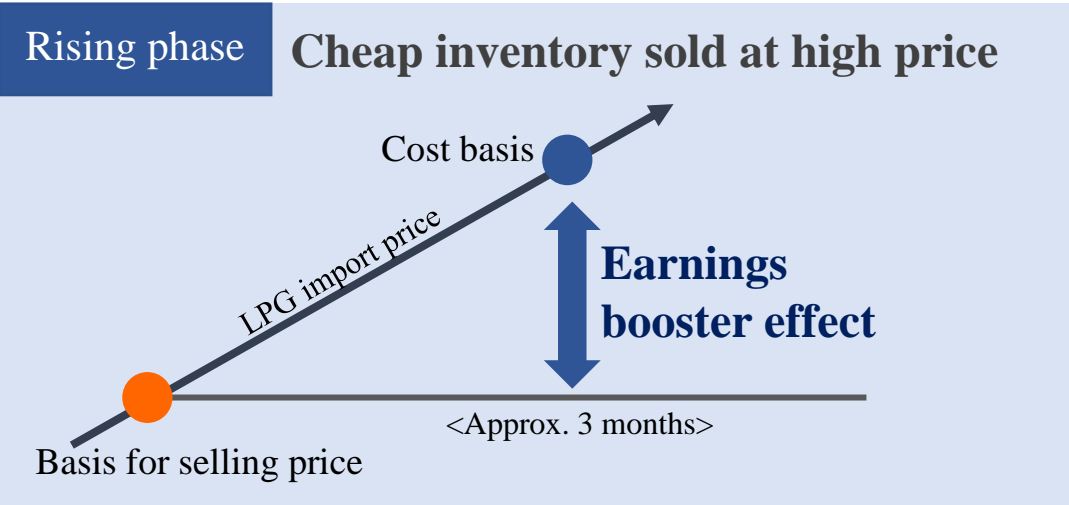 Rising phase
Cheap inventory sold at high price
Cost basis
LPG import price
Earnings
booster effect
<Approx. 3 months>
Basis for selling price